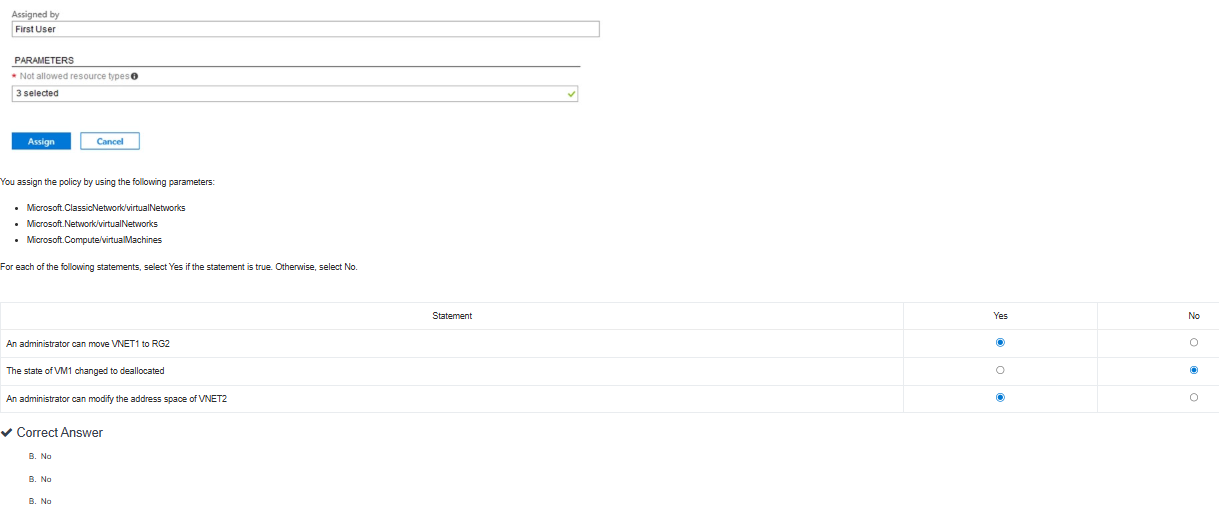 Assigned by
First User
PARAMETERS
* Not allowed resource types
3 selected
Assign Cancel
You assign the policy by using the following parameters:
• Microsoft.ClassicNetwork/virtualNetworks
• Microsoft.Network/virtualNetworks
• Microsoft.Compute/virtualMachines
For each of the following statements, select Yes if the statement is true. Otherwise, select No.
Statement Yes No
An administrator can move VNET1 to RG2
The state of VM1 changed to deallocated
An administrator can modify the address space of VNET2
Correct Answer
B. No
B. No
B. No